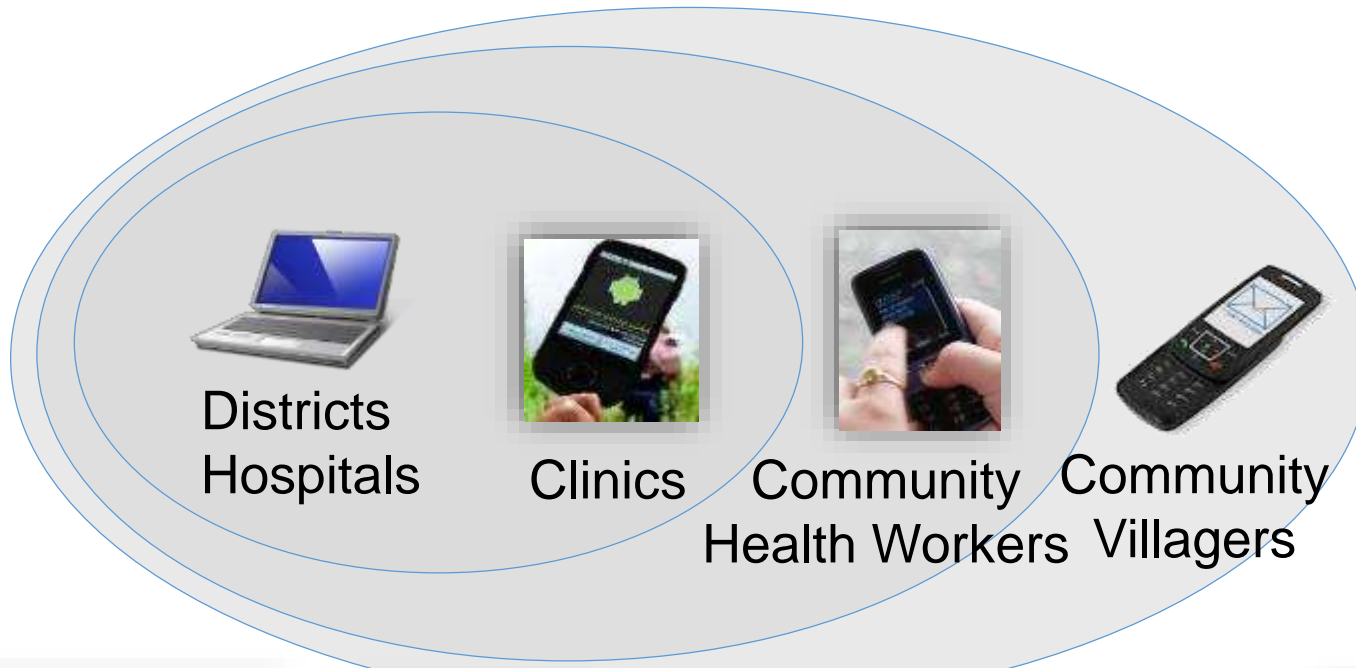 Districts
Hospitals
Clinics
Community
Health Workers
Community
Villagers